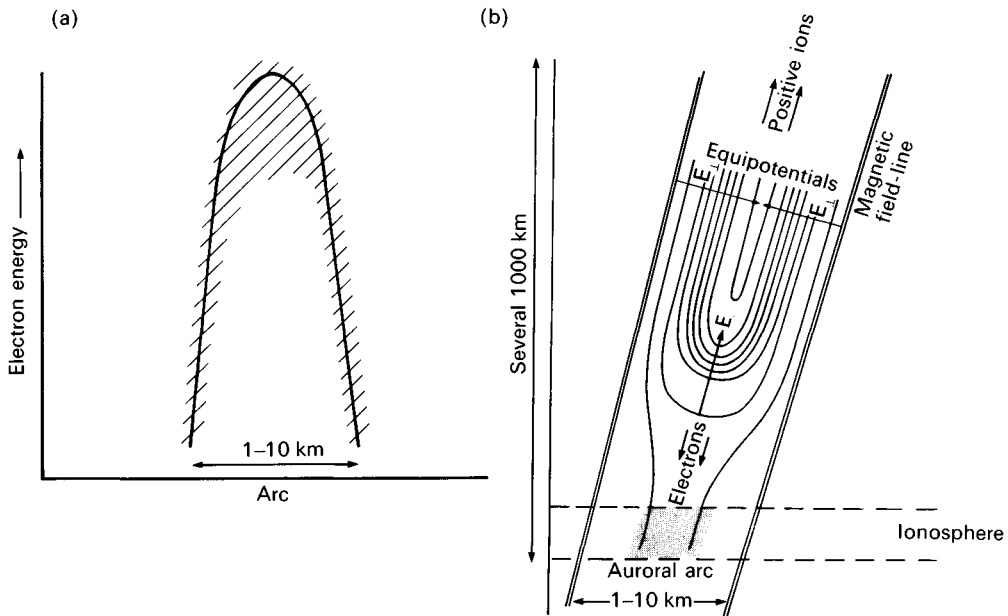 (a)
Electron energy
1–10 km
Arc
(b)
Several 1000 km
Positive ions
Equipotentials
E⊥
E⊥
Magnetic
field-line
E
Electrons
Ionosphere
Auroral arc
1–10 km